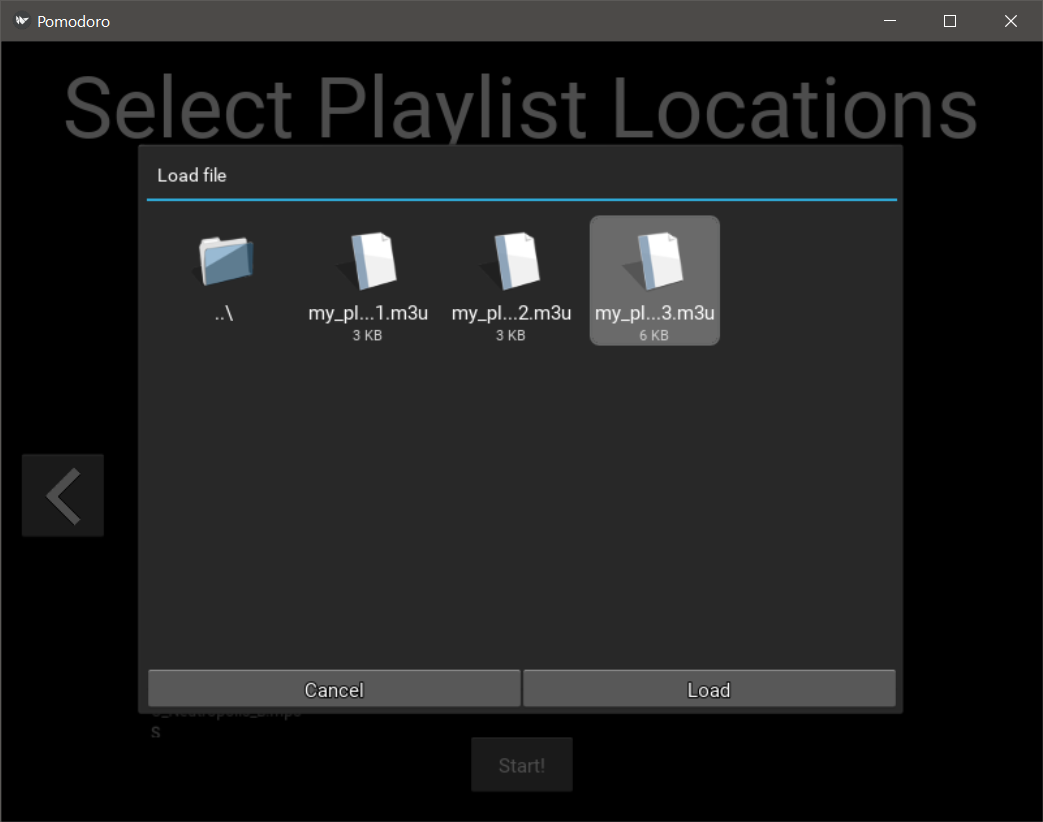 Pomodoro
Select Playlist Locations
Load file
..\
my_pl...1.m3u
3 KB
my_pl...2.m3u
3 KB
my_pl...3.m3u
6 KB
Cancel
Load
s
Start!